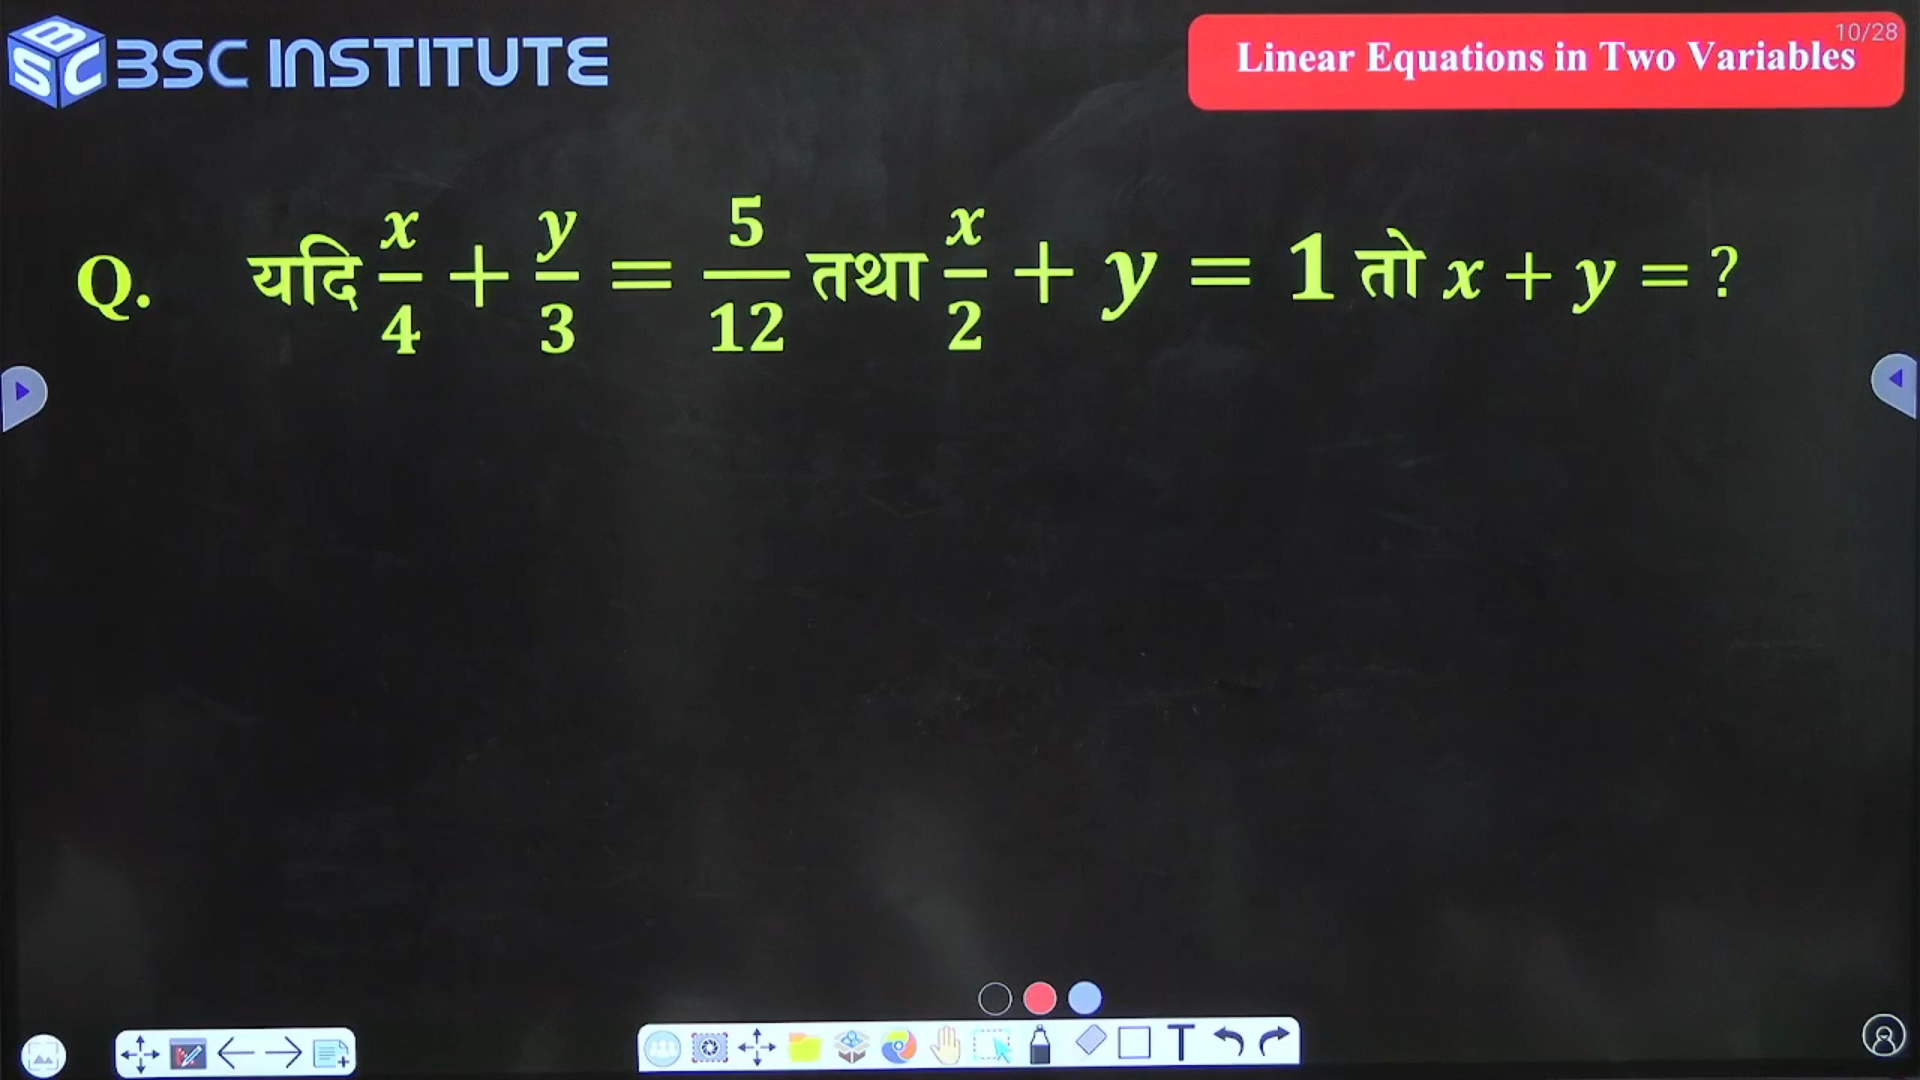 BSC INSTITUTE
10/28
Linear Equations in Two Variables
Q. यदि x/4 + y/3 = 5/12 तथा x/2 + y = 1 तो x + y = ?
T